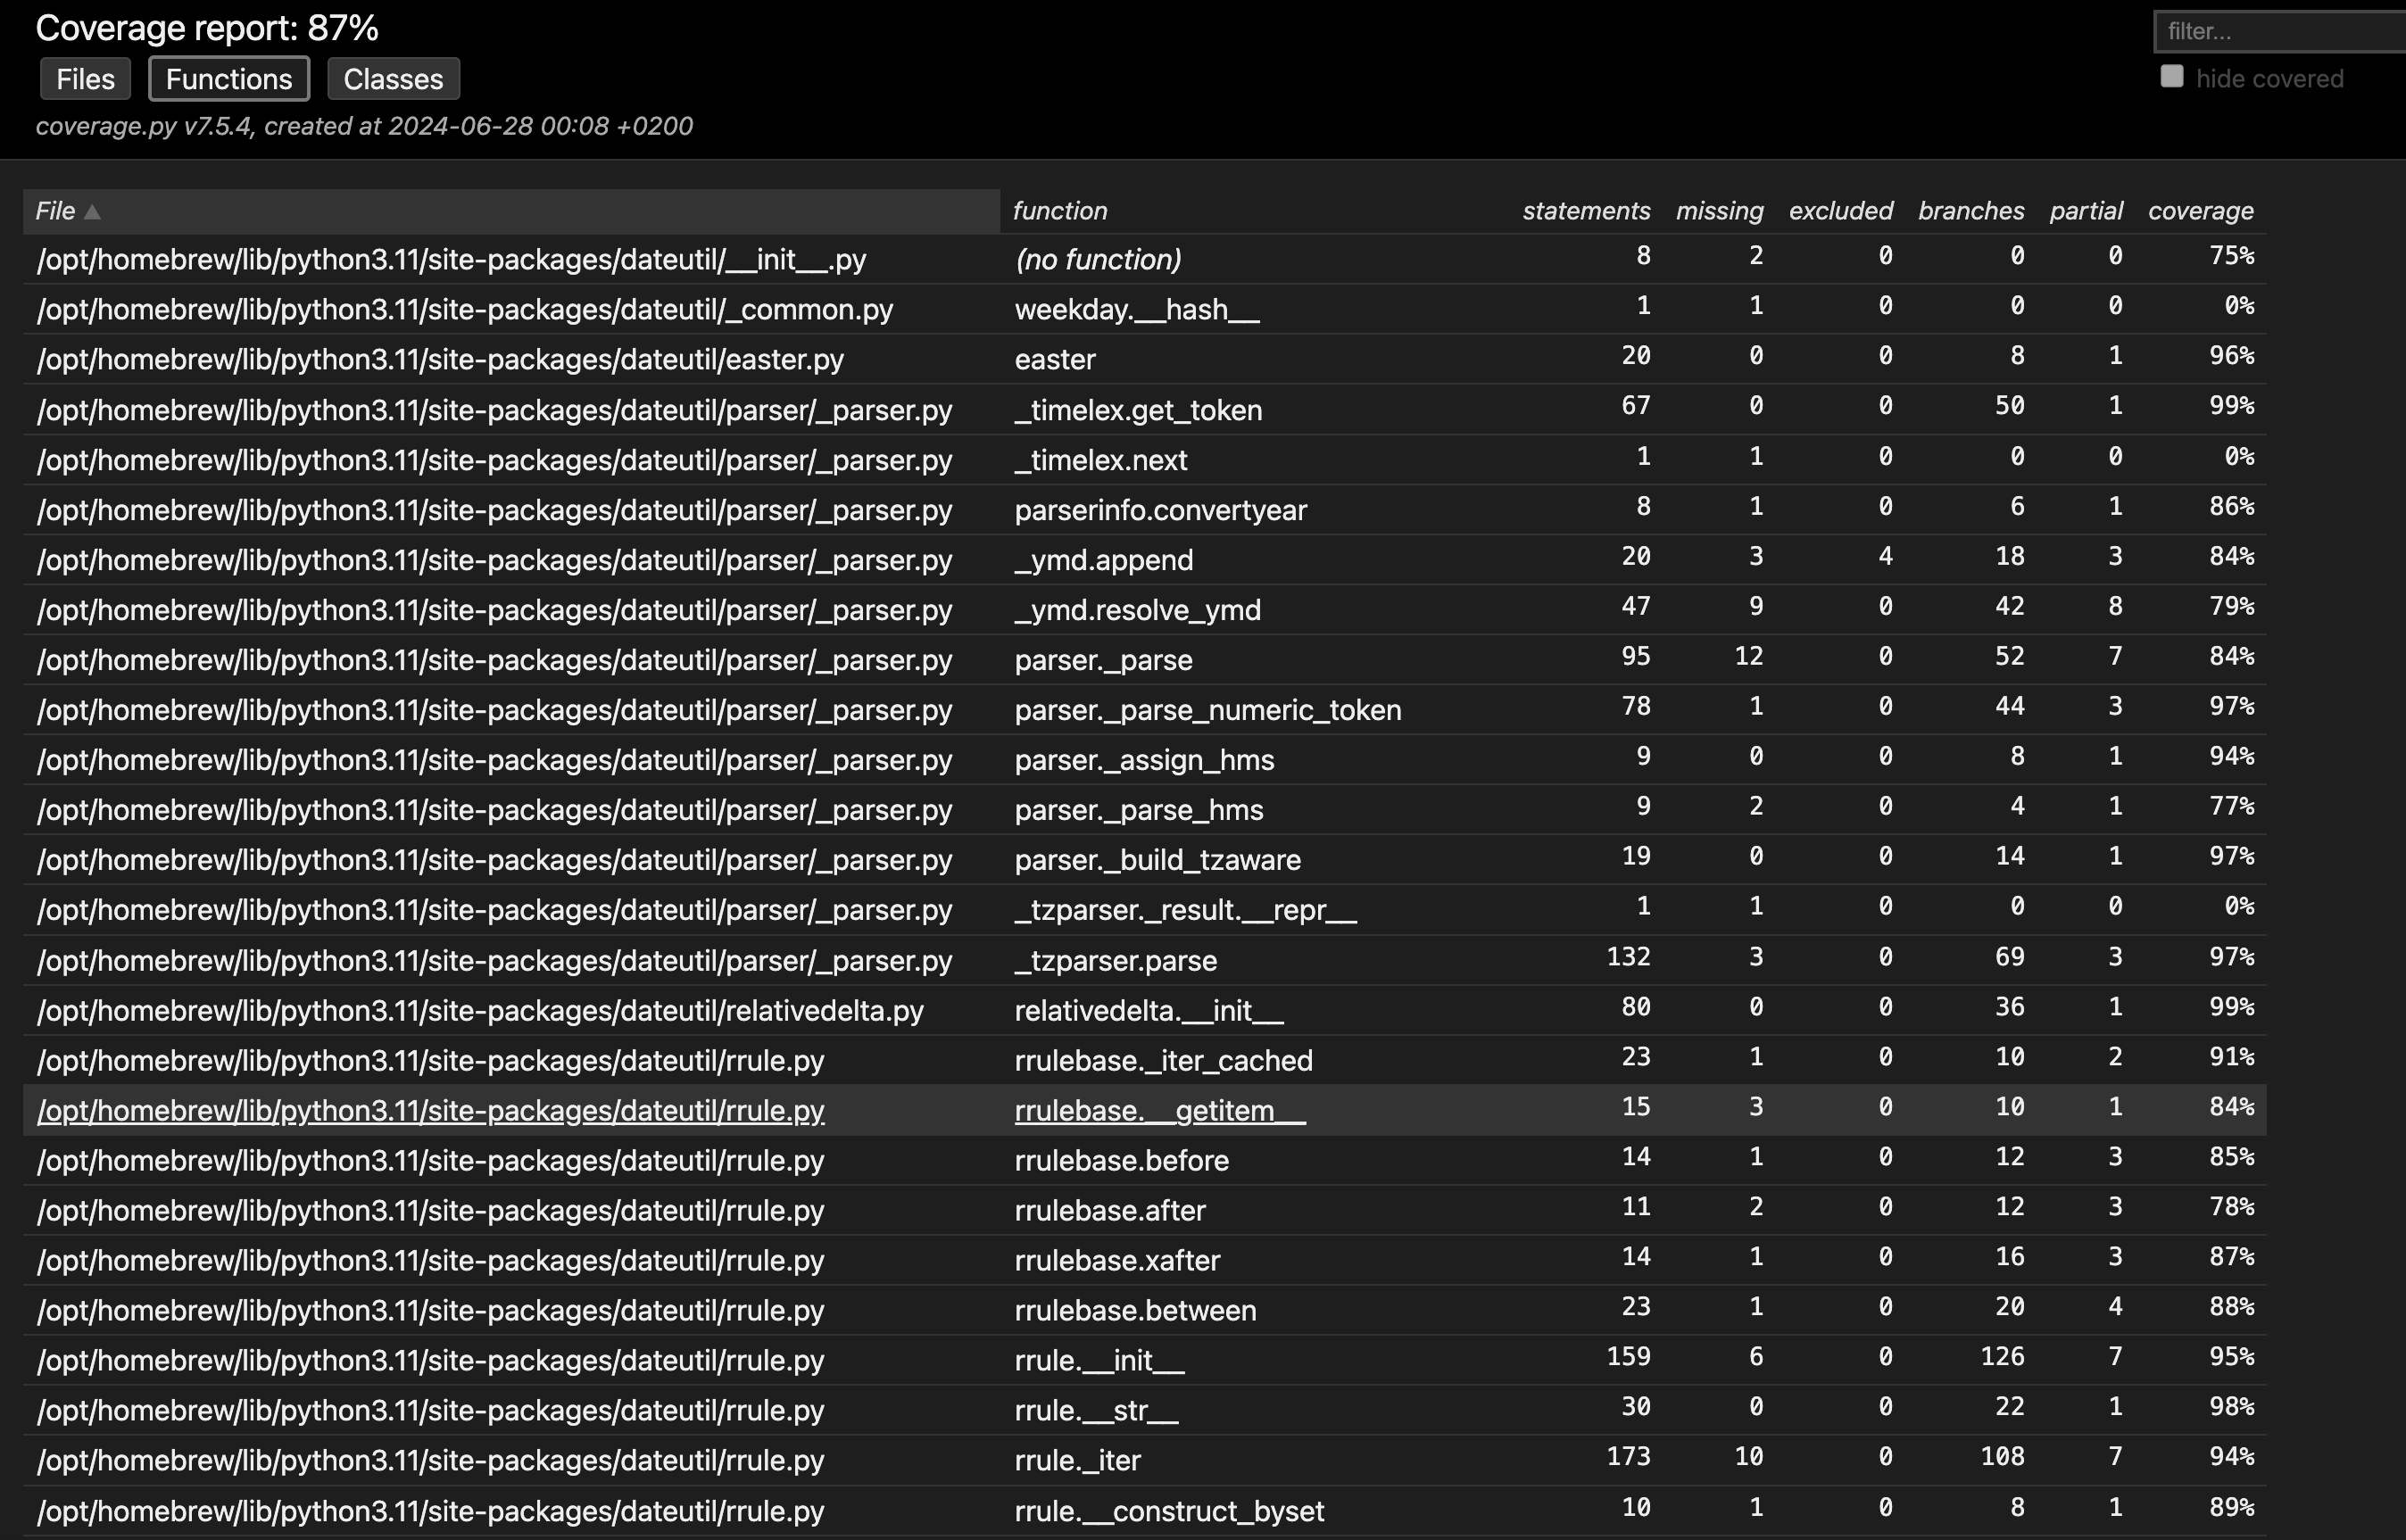 Coverage report: 87%
filter...
Files Functions Classes
hide covered
coverage.py v7.5.4, created at 2024-06-28 00:08 +0200
File ▲ function statements missing excluded branches partial coverage
/opt/homebrew/lib/python3.11/site-packages/dateutil/__init__.py (no function) 8 2 0 0 0 75%
/opt/homebrew/lib/python3.11/site-packages/dateutil/_common.py weekday.__hash__ 1 1 0 0 0 0%
/opt/homebrew/lib/python3.11/site-packages/dateutil/easter.py easter 20 0 0 8 1 96%
/opt/homebrew/lib/python3.11/site-packages/dateutil/parser/_parser.py _timelex.get_token 67 0 0 50 1 99%
/opt/homebrew/lib/python3.11/site-packages/dateutil/parser/_parser.py _timelex.next 1 1 0 0 0 0%
/opt/homebrew/lib/python3.11/site-packages/dateutil/parser/_parser.py parserinfo.convertyear 8 1 0 6 1 86%
/opt/homebrew/lib/python3.11/site-packages/dateutil/parser/_parser.py _ymd.append 20 3 4 18 3 84%
/opt/homebrew/lib/python3.11/site-packages/dateutil/parser/_parser.py _ymd.resolve_ymd 47 9 0 42 8 79%
/opt/homebrew/lib/python3.11/site-packages/dateutil/parser/_parser.py parser._parse 95 12 0 52 7 84%
/opt/homebrew/lib/python3.11/site-packages/dateutil/parser/_parser.py parser._parse_numeric_token 78 1 0 44 3 97%
/opt/homebrew/lib/python3.11/site-packages/dateutil/parser/_parser.py parser._assign_hms 9 0 0 8 1 94%
/opt/homebrew/lib/python3.11/site-packages/dateutil/parser/_parser.py parser._parse_hms 9 2 0 4 1 77%
/opt/homebrew/lib/python3.11/site-packages/dateutil/parser/_parser.py parser._build_tzaware 19 0 0 14 1 97%
/opt/homebrew/lib/python3.11/site-packages/dateutil/parser/_parser.py _tzparser._result.__repr__ 1 1 0 0 0 0%
/opt/homebrew/lib/python3.11/site-packages/dateutil/parser/_parser.py _tzparser.parse 132 3 0 69 3 97%
/opt/homebrew/lib/python3.11/site-packages/dateutil/relativedelta.py relativedelta.__init__ 80 0 0 36 1 99%
/opt/homebrew/lib/python3.11/site-packages/dateutil/rrule.py rrulebase._iter_cached 23 1 0 10 2 91%
/opt/homebrew/lib/python3.11/site-packages/dateutil/rrule.py rrulebase.__getitem__ 15 3 0 10 1 84%
/opt/homebrew/lib/python3.11/site-packages/dateutil/rrule.py rrulebase.before 14 1 0 12 3 85%
/opt/homebrew/lib/python3.11/site-packages/dateutil/rrule.py rrulebase.after 11 2 0 12 3 78%
/opt/homebrew/lib/python3.11/site-packages/dateutil/rrule.py rrulebase.xafter 14 1 0 16 3 87%
/opt/homebrew/lib/python3.11/site-packages/dateutil/rrule.py rrulebase.between 23 1 0 20 4 88%
/opt/homebrew/lib/python3.11/site-packages/dateutil/rrule.py rrule.__init__ 159 6 0 126 7 95%
/opt/homebrew/lib/python3.11/site-packages/dateutil/rrule.py rrule.__str__ 30 0 0 22 1 98%
/opt/homebrew/lib/python3.11/site-packages/dateutil/rrule.py rrule._iter 173 10 0 108 7 94%
/opt/homebrew/lib/python3.11/site-packages/dateutil/rrule.py rrule.__construct_byset 10 1 0 8 1 89%